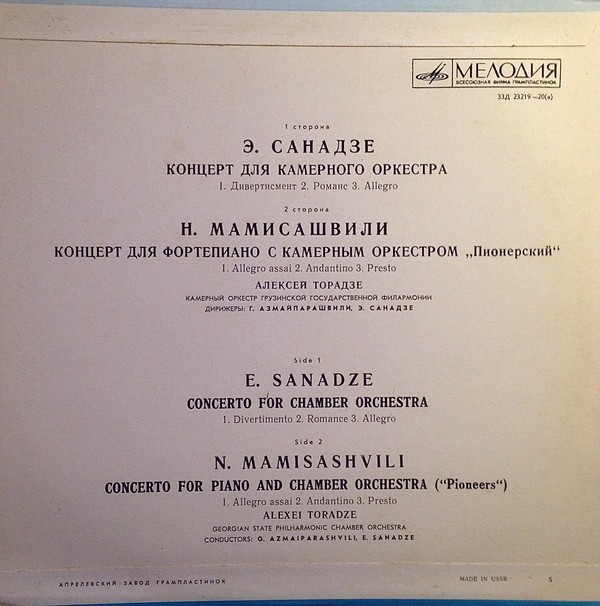 МЕЛОДИЯ
ВСЕСОЮЗНАЯ ФИРМА ГРАМПЛАСТИНОК
33Д 23219—20(а)
1 сторона
Э. САНАДЗЕ
КОНЦЕРТ ДЛЯ КАМЕРНОГО ОРКЕСТРА
1. Дивертисмент 2. Романс 3. Allegro
2 сторона
Н. МАМИСАШВИЛИ
КОНЦЕРТ ДЛЯ ФОРТЕПИАНО С КАМЕРНЫМ ОРКЕСТРОМ „Пионерский“
1. Allegro assai 2. Andantino 3. Presto
АЛЕКСЕЙ ТОРАДЗЕ
КАМЕРНЫЙ ОРКЕСТР ГРУЗИНСКОЙ ГОСУДАРСТВЕННОЙ ФИЛАРМОНИИ
ДИРИЖЕРЫ: Г. АЗМАЙПАРАШВИЛИ, Э. САНАДЗЕ
Side 1
E. SANADZE
CONCERTO FOR CHAMBER ORCHESTRA
1. Divertimento 2. Romance 3. Allegro
Side 2
N. MAMISASHVILI
CONCERTO FOR PIANO AND CHAMBER ORCHESTRA (“Pioneers“)
1. Allegro assai 2. Andantino 3. Presto
ALEXEI TORADZE
GEORGIAN STATE PHILHARMONIC CHAMBER ORCHESTRA
CONDUCTORS: G. AZMAIPARASHVILI, E. SANADZE
АПРЕЛЕВСКИЙ ЗАВОД ГРАМПЛАСТИНОК
MADE IN USSR
5